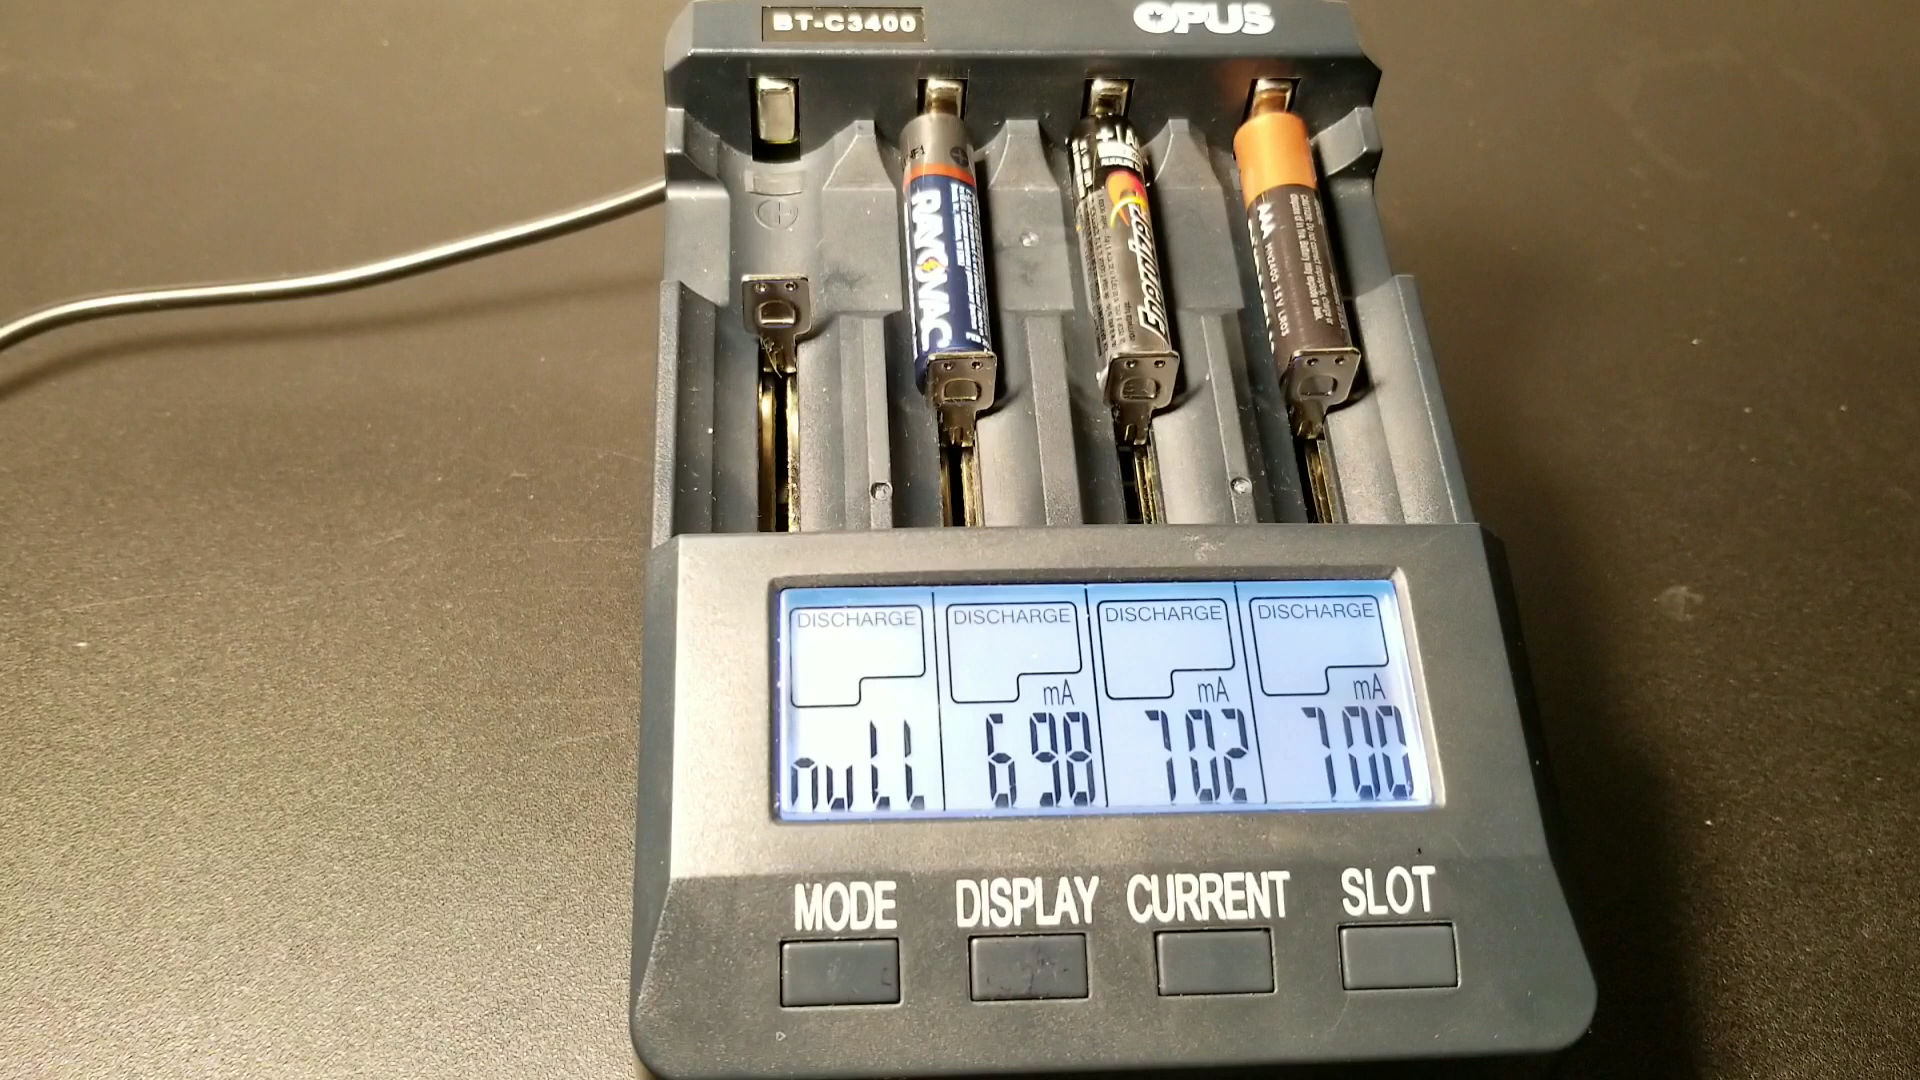 BT-C3400
OPUS
RAYOVAC
Energizer
DISCHARGE DISCHARGE DISCHARGE DISCHARGE
mA mA mA
null 698 702 700
MODE DISPLAY CURRENT SLOT